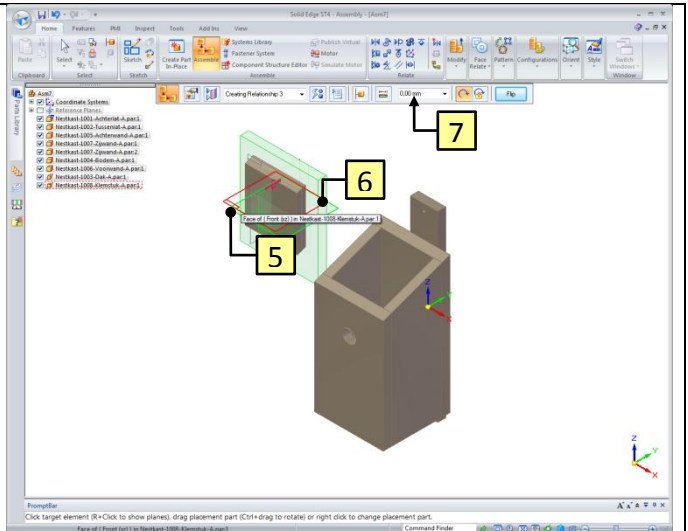 Solid Edge ST4 - Assembly - [Asm7]
Home Features PMI Inspect Tools Add Ins View
Paste
Select
Sketch
Create Part In-Place
Assemble
Systems Library
Fastener System
Component Structure Editor
Publish Virtual
Motor
Simulate Motor
Modify
Face Relate
Pattern
Configurations
Orient
Style
Switch Windows
Clipboard Select Sketch Assemble Relate Window
Asm7
Coordinate Systems
Reference Planes
Nestkast-1001-Achterlat-A.par:1
Nestkast-1002-Tussenlat-A.par:1
Nestkast-1005-Achterwand-A.par:1
Nestkast-1007-Zijwand-A.par:1
Nestkast-1007-Zijwand-A.par:2
Nestkast-1004-Bodem-A.par:1
Nestkast-1006-Voorwand-A.par:1
Nestkast-1003-Dak-A.par:1
Nestkast-1008-Klemstuk-A.par:1
Parts Library
Creating Relationship 3
0.00 mm
Flip
7
6
Face of ( Front (xz) ) in Nestkast-1008-Klemstuk-A.par:1
5
Z
Y
X
Z
Y
X
PromptBar
Click target element (R+Click to show planes), drag placement part (Ctrl+drag to rotate) or right click to change placement part.
Face of ( Front (xz) ) in Nestkast-1008-Klemstuk-A.par:1
Command Finder